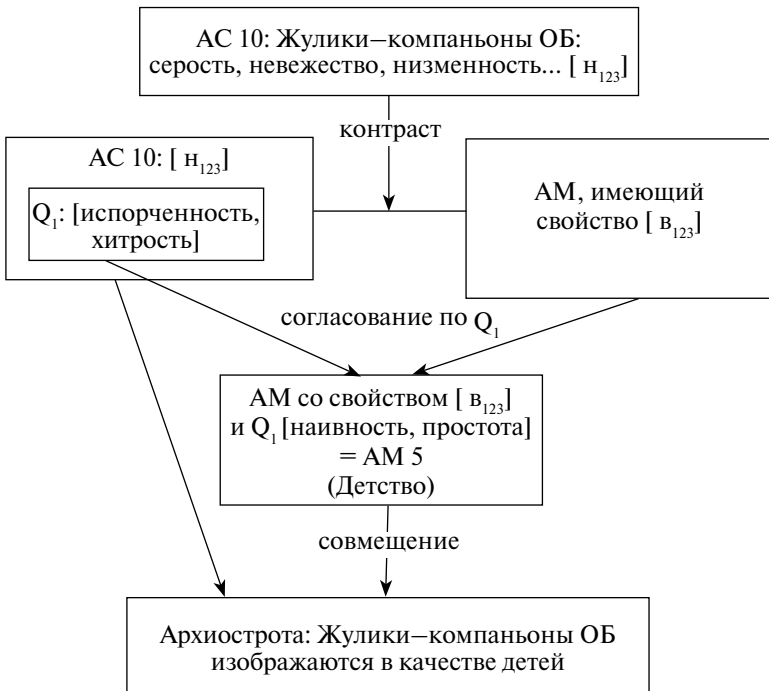 АС 10: Жулики–компаньоны ОБ:
серость, невежество, низменность... [ н₁₂₃]
контраст
АС 10: [ н₁₂₃]
Q₁: [испорченность,
хитрость]
АМ, имеющий
свойство [ в₁₂₃]
согласование по Q₁
АМ со свойством [ в₁₂₃]
и Q₁ [наивность, простота]
= АМ 5
(Детство)
совмещение
Архиострота: Жулики–компаньоны ОБ
изображаются в качестве детей